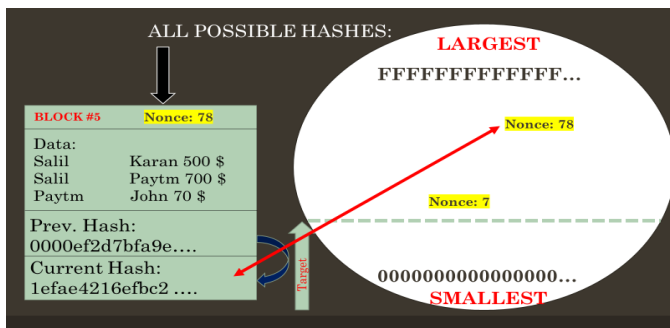 ALL POSSIBLE HASHES:
BLOCK #5 Nonce: 78
Data:
Salil Karan 500 $
Salil Paytm 700 $
Paytm John 70 $
Prev. Hash:
0000ef2d7bfa9e....
Current Hash:
1efae4216efbc2 ....
Target
LARGEST
FFFFFFFFFFFFF...
Nonce: 78
Nonce: 7
0000000000000000...
SMALLEST